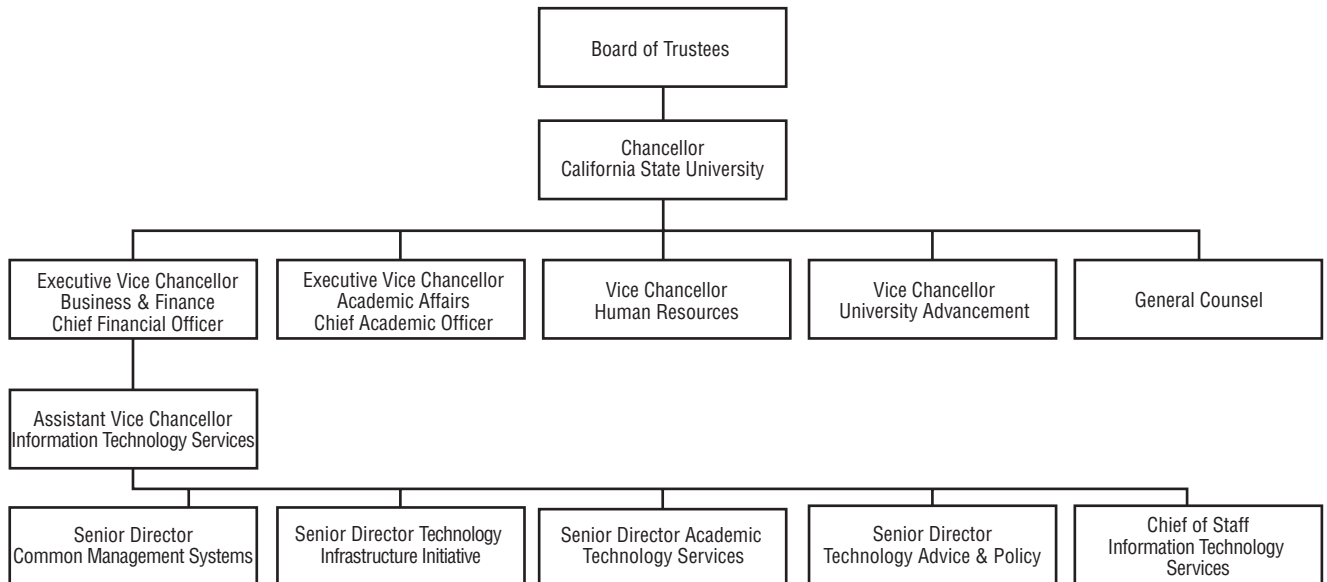 Board of Trustees
Chancellor
California State University
Executive Vice Chancellor
Business & Finance
Chief Financial Officer
Executive Vice Chancellor
Academic Affairs
Chief Academic Officer
Vice Chancellor
Human Resources
Vice Chancellor
University Advancement
General Counsel
Assistant Vice Chancellor
Information Technology Services
Senior Director
Common Management Systems
Senior Director Technology
Infrastructure Initiative
Senior Director Academic
Technology Services
Senior Director
Technology Advice & Policy
Chief of Staff
Information Technology
Services